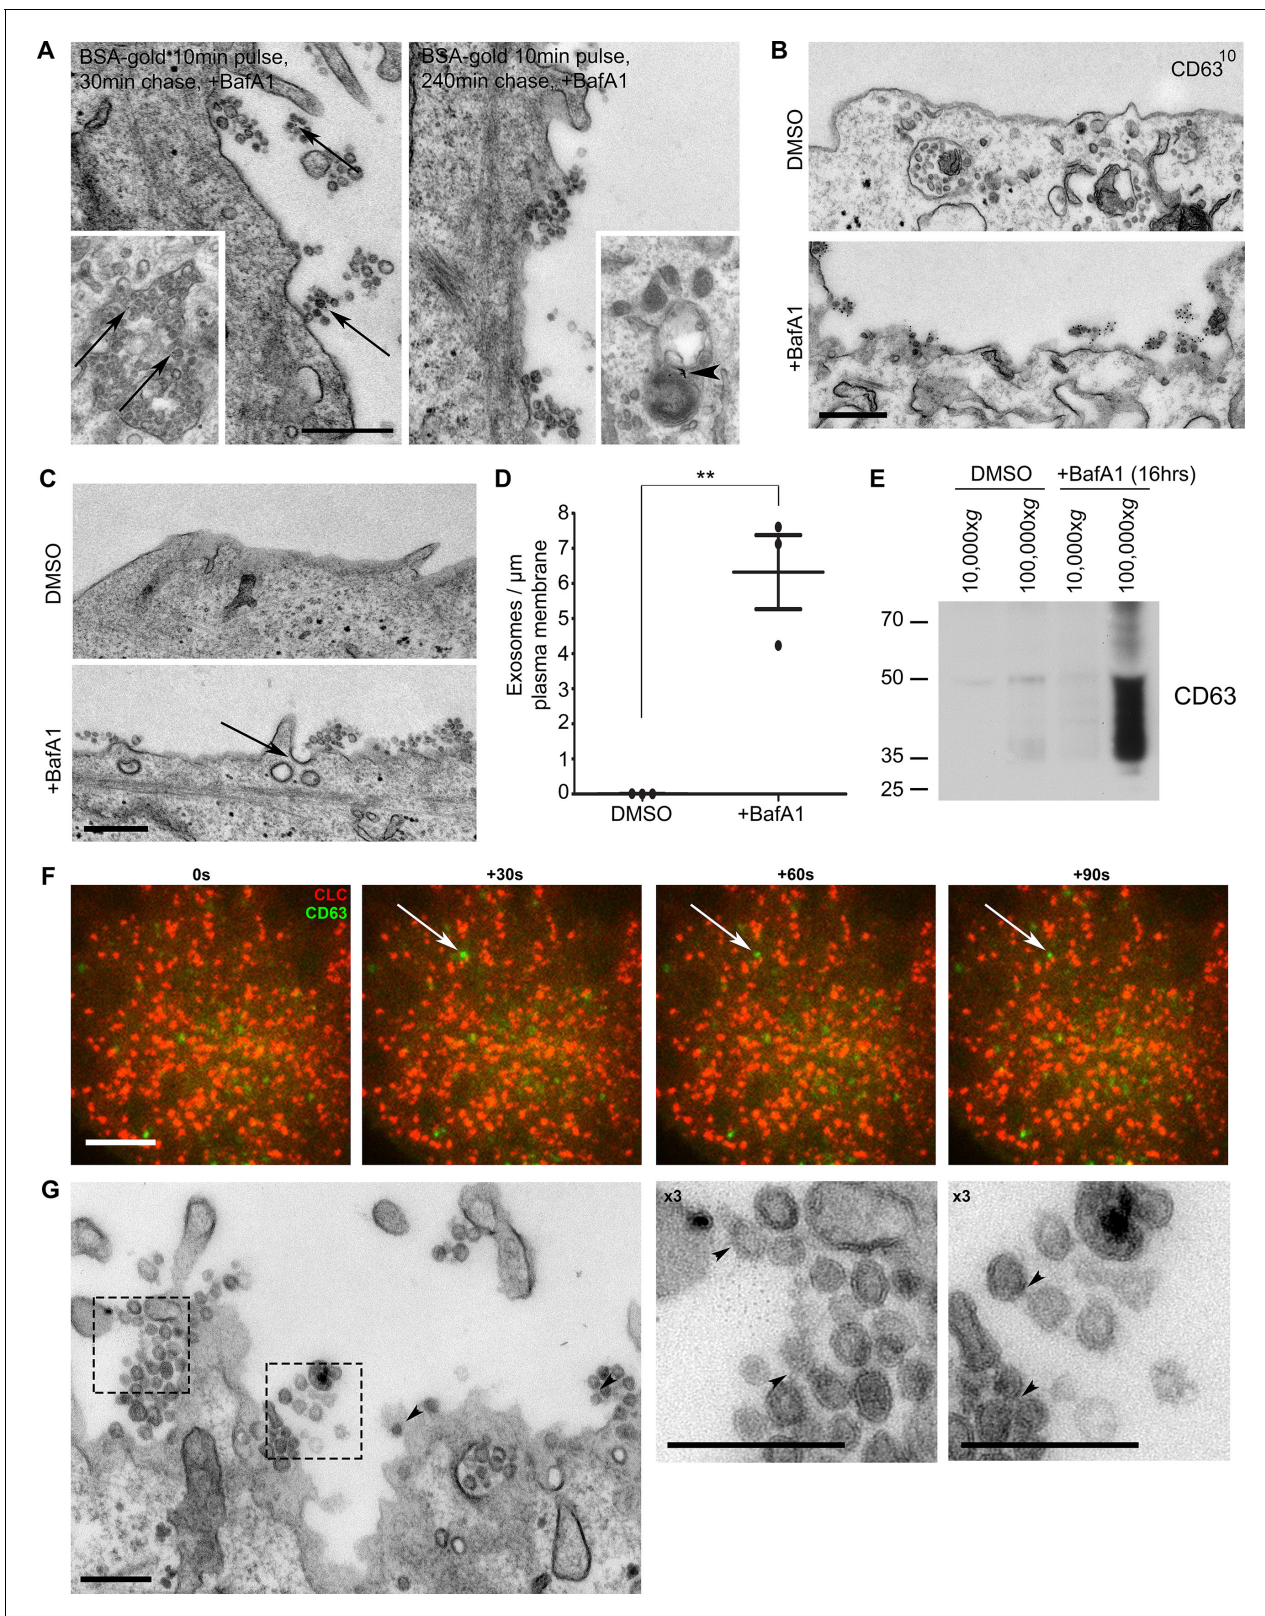 A
BSA-gold 10min pulse,
30min chase, +BafA1
BSA-gold 10min pulse,
240min chase, +BafA1
B
CD63¹⁰
DMSO
+BafA1
C
DMSO
+BafA1
D
**
Exosomes / µm
plasma membrane
8
7
6
5
4
3
2
1
0
DMSO
+BafA1
E
DMSO
+BafA1 (16hrs)
10,000xg
100,000xg
10,000xg
100,000xg
70
50
35
25
CD63
F
0s
+30s
+60s
+90s
CLC
CD63
G
x3
x3